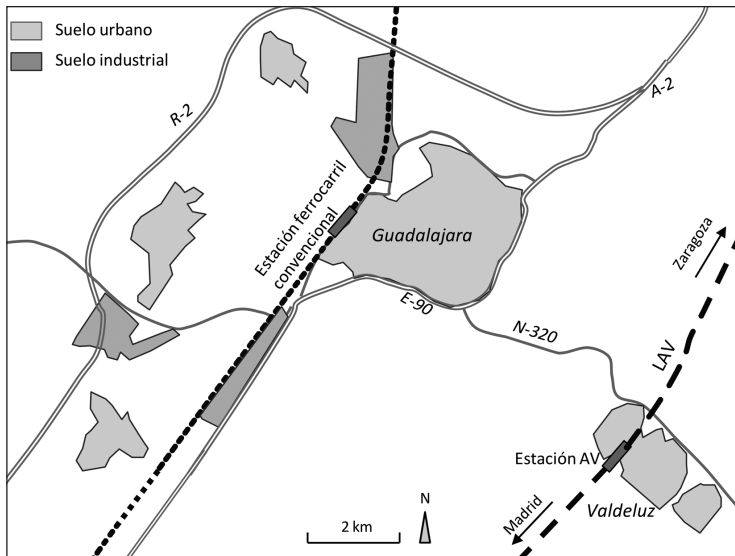 Suelo urbano
Suelo industrial
R-2
A-2
Estación ferrocarril
convencional
Guadalajara
Zaragoza
E-90
N-320
LAV
Estación AV
Madrid
Valdeluz
N
2 km